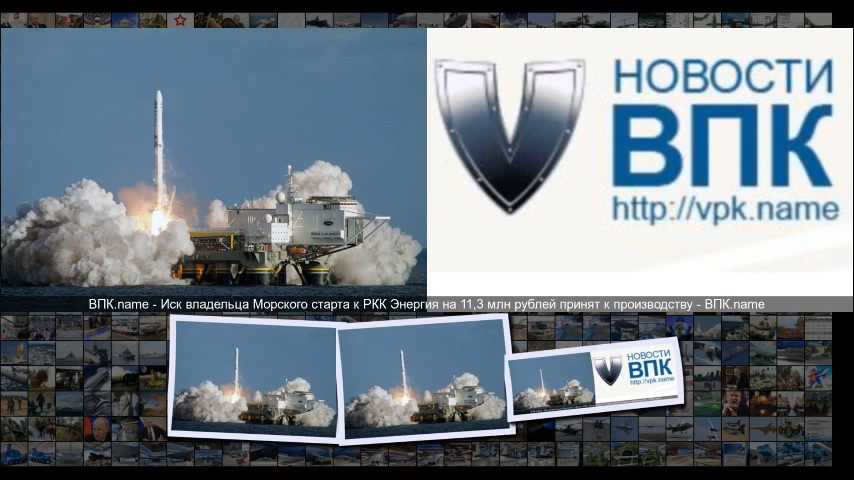 НОВОСТИ
ВПК
http://vpk.name
ВПК.name - Иск владельца Морского старта к РКК Энергия на 11,3 млн рублей принят к производству - ВПК.name
НОВОСТИ
ВПК
http://vpk.name